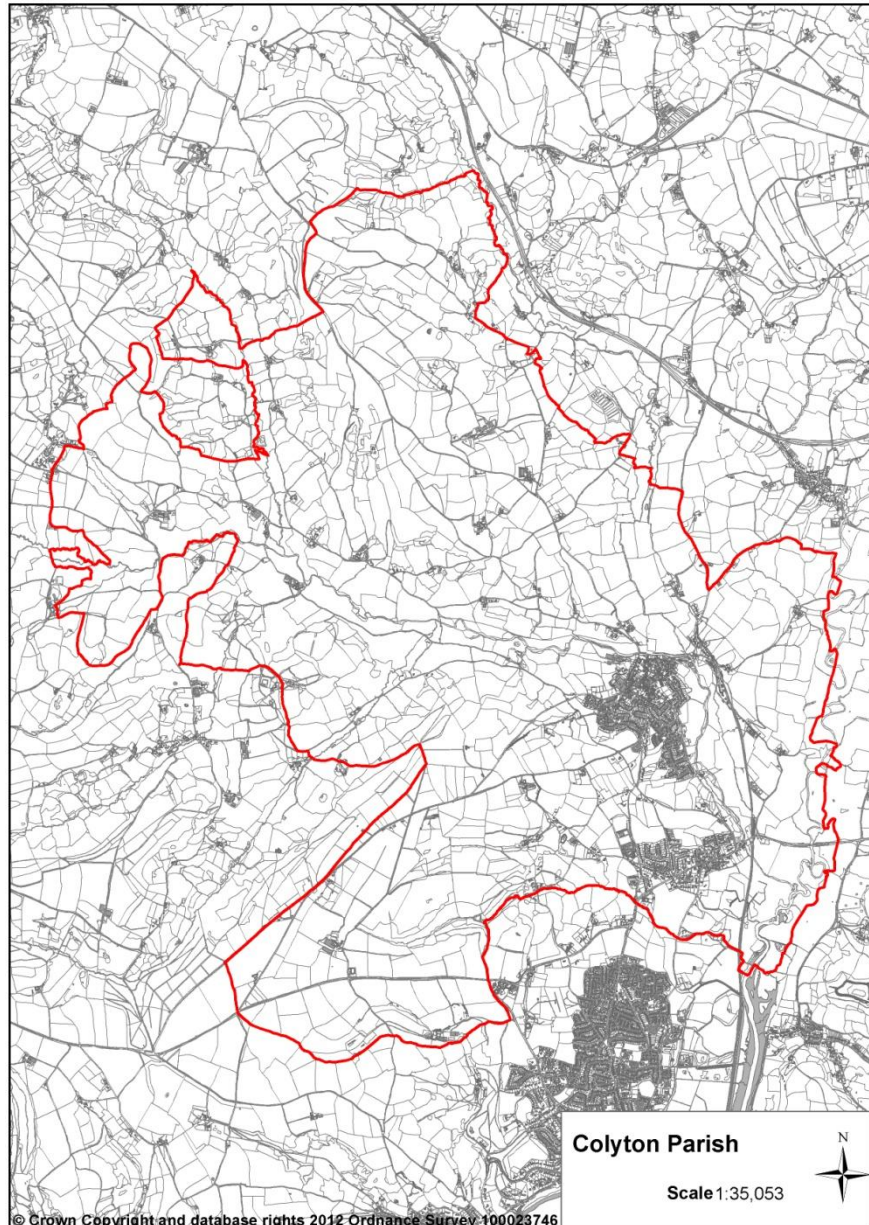 Colyton Parish
N
Scale 1:35,053
© Crown Copyright and database rights 2012 Ordnance Survey 100023746